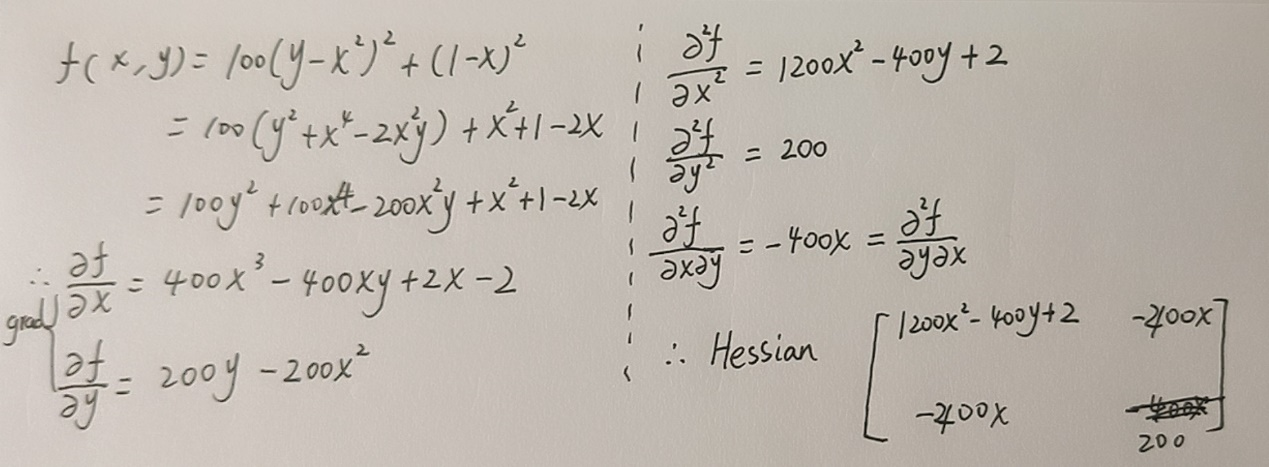 f(x,y) = 100(y-x²)² + (1-x)²
= 100(y²+x⁴-2x²y) + x²+1-2x
= 100y² + 100x⁴ - 200x²y + x²+1-2x
∴ ∂f/∂x = 400x³ - 400xy + 2x - 2
grad
∂f/∂y = 200y - 200x²
∂²f/∂x² = 1200x² - 400y + 2
∂²f/∂y² = 200
∂²f/∂x∂y = -400x = ∂²f/∂y∂x
∴ Hessian [1200x² - 400y + 2 -400x
-400x 200]